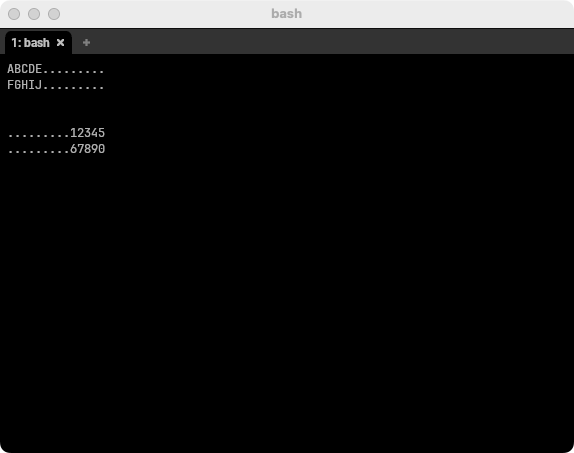 bash
1: bash × +
ABCDE.........
FGHIJ.........
.........12345
.........67890